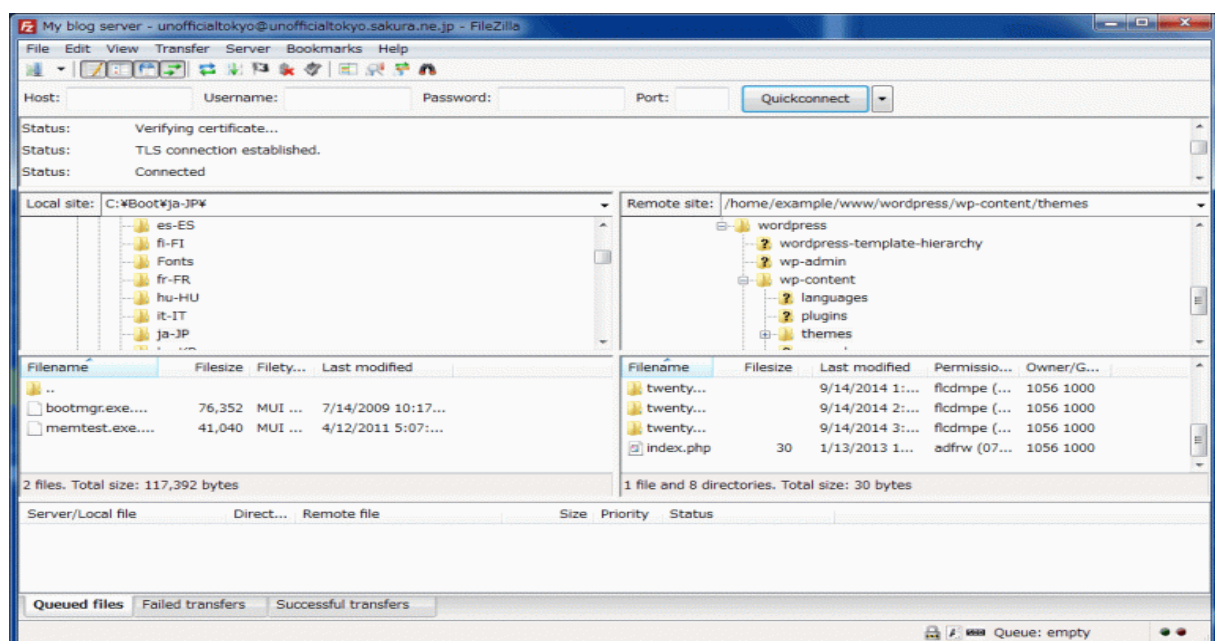 My blog server - unofficialtokyo@unofficialtokyo.sakura.ne.jp - FileZilla
File Edit View Transfer Server Bookmarks Help
Host: Username: Password: Port: Quickconnect
Status: Verifying certificate...
Status: TLS connection established.
Status: Connected
Local site: C:¥Boot¥ja-JP¥
es-ES
fi-FI
Fonts
fr-FR
hu-HU
it-IT
ja-JP
Remote site: /home/example/www/wordpress/wp-content/themes
wordpress
wordpress-template-hierarchy
wp-admin
wp-content
languages
plugins
themes
Filename Filesize Filety... Last modified
..
bootmgr.exe.... 76,352 MUI ... 7/14/2009 10:17...
memtest.exe.... 41,040 MUI ... 4/12/2011 5:07:...
2 files. Total size: 117,392 bytes
Filename Filesize Last modified Permissio... Owner/G...
twenty... 9/14/2014 1:... flcdmpe (... 1056 1000
twenty... 9/14/2014 2:... flcdmpe (... 1056 1000
twenty... 9/14/2014 3:... flcdmpe (... 1056 1000
index.php 30 1/13/2013 1... adfrw (07... 1056 1000
1 file and 8 directories. Total size: 30 bytes
Server/Local file Direct... Remote file Size Priority Status
Queued files Failed transfers Successful transfers
Queue: empty